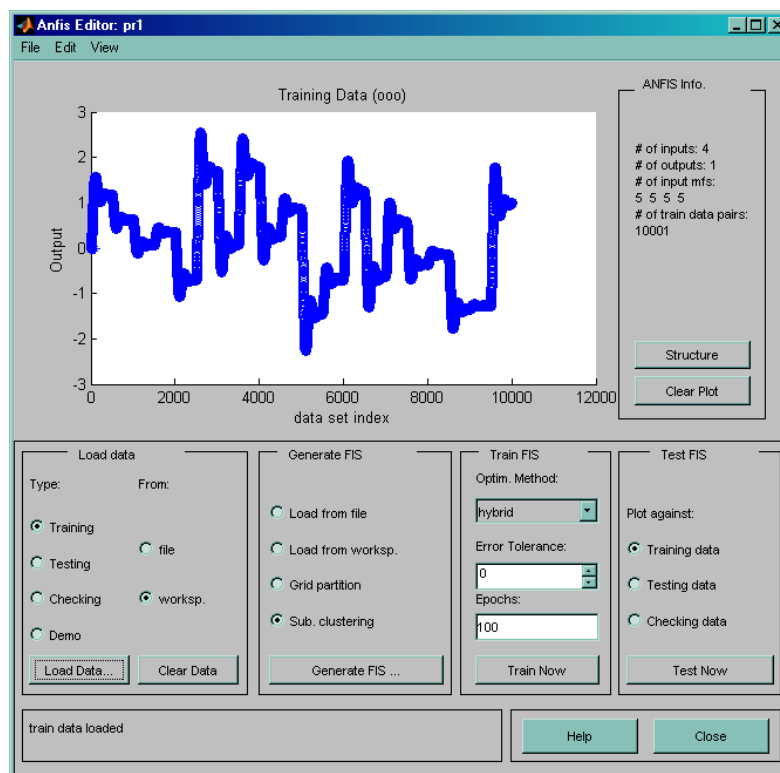 Anfis Editor: pr1
File Edit View
Training Data (ooo)
3
2
1
0
-1
-2
-3
Output
0 2000 4000 6000 8000 10000 12000
data set index
ANFIS Info.
# of inputs: 4
# of outputs: 1
# of input mfs:
5 5 5 5
# of train data pairs:
10001
Structure
Clear Plot
Load data
Type: From:
Training
file
Testing
Checking
worksp.
Demo
Load Data... Clear Data
Generate FIS
Load from file
Load from worksp.
Grid partition
Sub. clustering
Generate FIS ...
Train FIS
Optim. Method:
hybrid
Error Tolerance:
0
Epochs:
100
Train Now
Test FIS
Plot against:
Training data
Testing data
Checking data
Test Now
train data loaded
Help Close